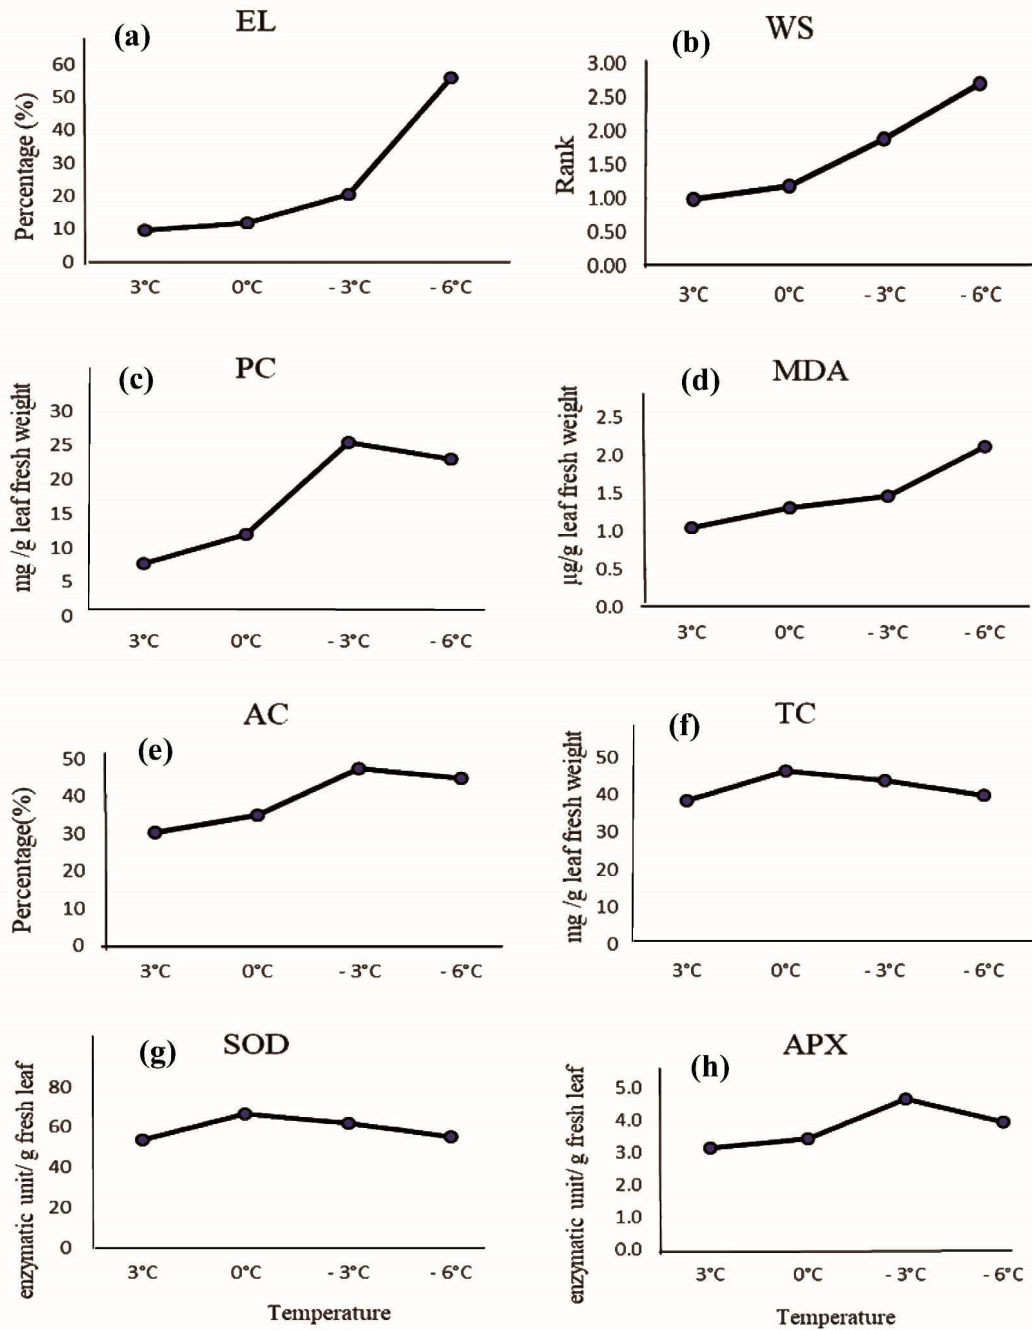 (a) EL
Percentage (%)
60
50
40
30
20
10
0
3°C 0°C - 3°C - 6°C
(b) WS
Rank
3.00
2.50
2.00
1.50
1.00
0.50
0.00
3°C 0°C - 3°C - 6°C
(c) PC
mg /g leaf fresh weight
30
25
20
15
10
5
0
3°C 0°C - 3°C - 6°C
(d) MDA
µg/g leaf fresh weight
2.5
2.0
1.5
1.0
0.5
0.0
3°C 0°C - 3°C - 6°C
(e) AC
Percentage(%)
50
40
30
20
10
0
3°C 0°C - 3°C - 6°C
(f) TC
mg /g leaf fresh weight
50
40
30
20
10
0
3°C 0°C - 3°C - 6°C
(g) SOD
enzymatic unit/ g fresh leaf
80
60
40
20
0
3°C 0°C - 3°C - 6°C
Temperature
(h) APX
enzymatic unit/ g fresh leaf
5.0
4.0
3.0
2.0
1.0
0.0
3°C 0°C - 3°C - 6°C
Temperature